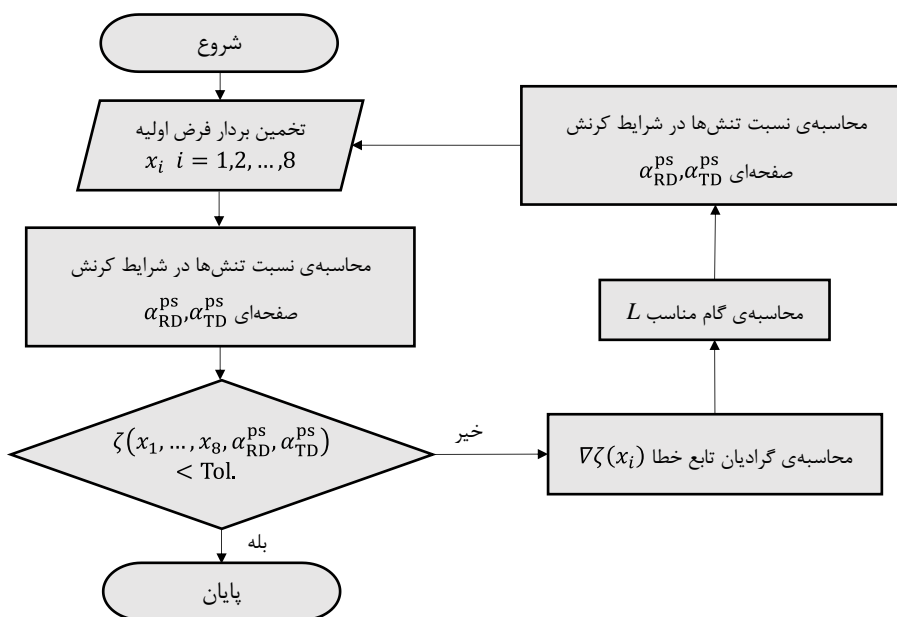 شروع
تخمین بردار فرض اولیه
x_i  i = 1,2, …,8
محاسبه‌ی نسبت تنش‌ها در شرایط کرنش
صفحه‌ای α_RD^ps,α_TD^ps
ζ(x_1, …, x_8, α_RD^ps, α_TD^ps)
< Tol.
بله
پایان
خیر
محاسبه‌ی گرادیان تابع خطا ∇ζ(x_i)
محاسبه‌ی گام مناسب L
محاسبه‌ی نسبت تنش‌ها در شرایط کرنش
صفحه‌ای α_RD^ps,α_TD^ps